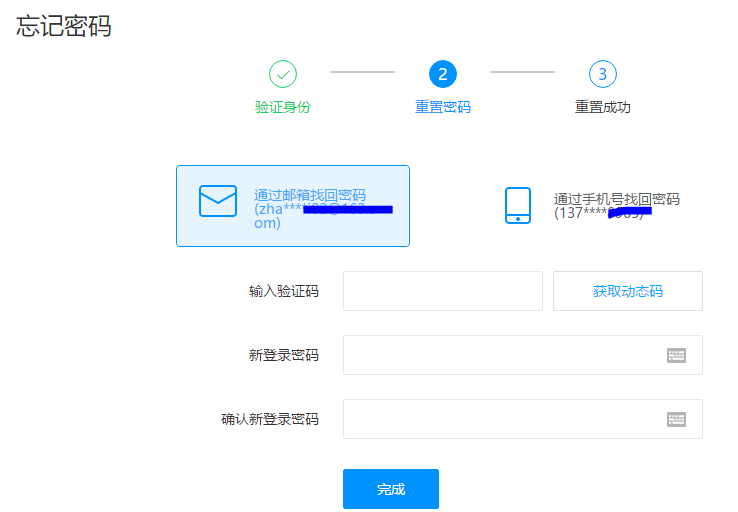 忘记密码
2
3
验证身份
重置密码
重置成功
通过邮箱找回密码
(zha****
om)
通过手机号找回密码
(137****
输入验证码
获取动态码
新登录密码
确认新登录密码
完成